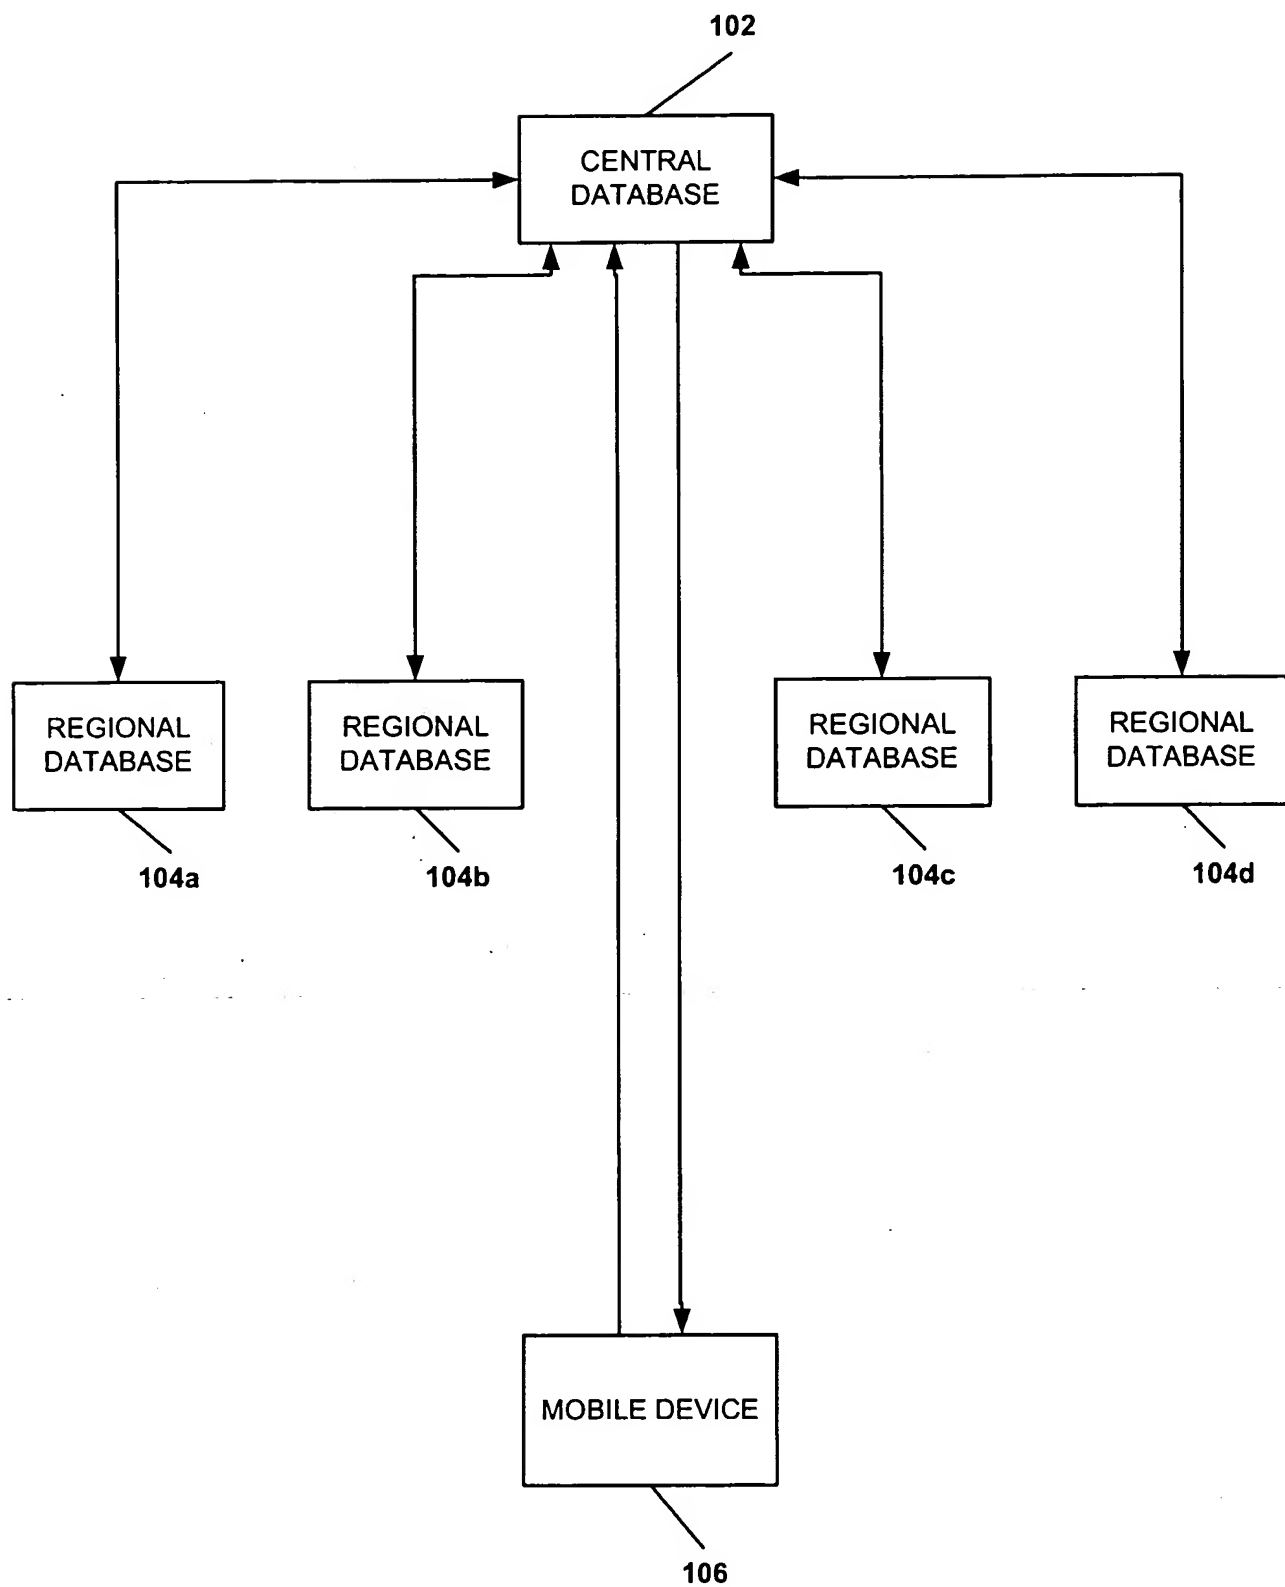 102
CENTRAL
DATABASE
REGIONAL
DATABASE
REGIONAL
DATABASE
REGIONAL
DATABASE
REGIONAL
DATABASE
104a
104b
104c
104d
MOBILE DEVICE
106